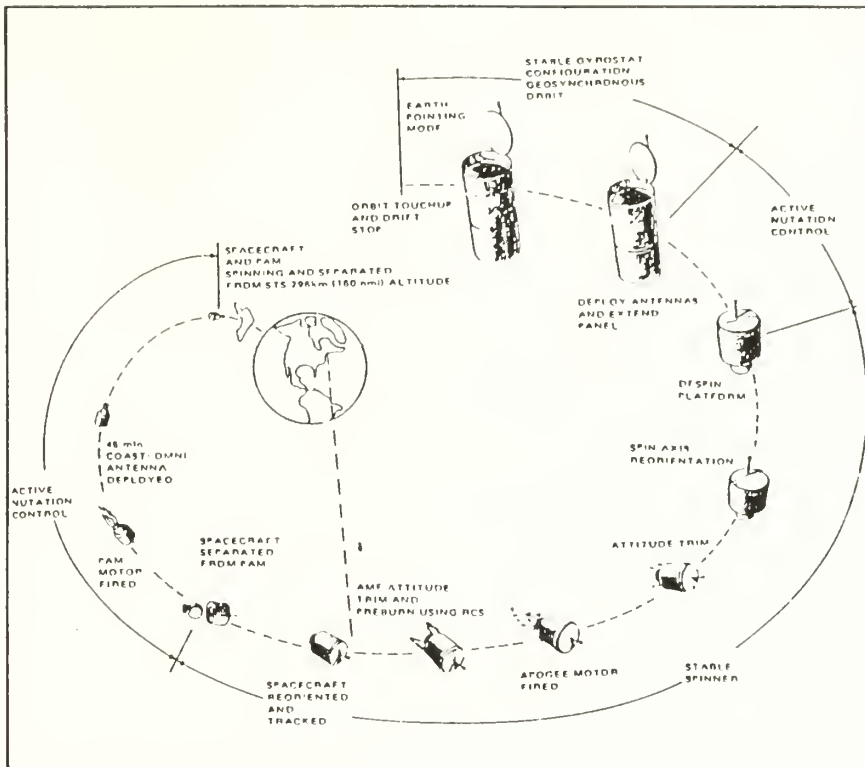 STABLE GYROSTAT
CONFIGURATION
GEOSYNCHRONOUS
ORBIT
EARTH
POINTING
MODE
ORBIT TOUCHUP
AND DRIFT
STOP
ACTIVE
NUTATION
CONTROL
SPACECRAFT
AND PAM
SPINNING AND SEPARATED
FROM STS 296km (160 nmi) ALTITUDE
DEPLOY ANTENNAS
AND EXTEND
PANEL
DESPIN
PLATFORM
SPIN AXIS
REORIENTATION
45 min
COAST: OMNI
ANTENNA
DEPLOYED
ACTIVE
NUTATION
CONTROL
PAM
MOTOR
FIRED
SPACECRAFT
SEPARATED
FROM PAM
ATTITUDE TRIM
AMF ATTITUDE
TRIM AND
PREBURN USING RCS
SPACECRAFT
REORIENTED
AND
TRACKED
APOGEE MOTOR
FIRED
STABLE
SPINNER